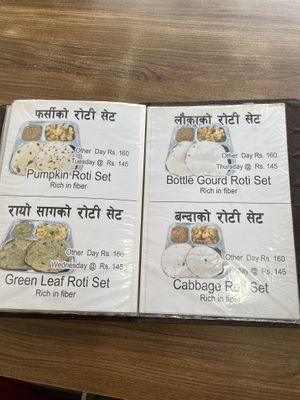 फर्सीको रोटी सेट
Other Day Rs. 160
Tuesday @ Rs. 145
Pumpkin Roti Set
Rich in fiber
रायो सागको रोटी सेट
Other Day Rs. 160
Wednesday @ Rs. 145
Green Leaf Roti Set
Rich in fiber
लौकाको रोटी सेट
Other Day Rs. 160
Thursday @ Rs. 145
Bottle Gourd Roti Set
Rich in fiber
बन्दाको रोटी सेट
Other Day Rs. 160
Friday @ Rs. 145
Cabbage Roti Set
Rich in fiber